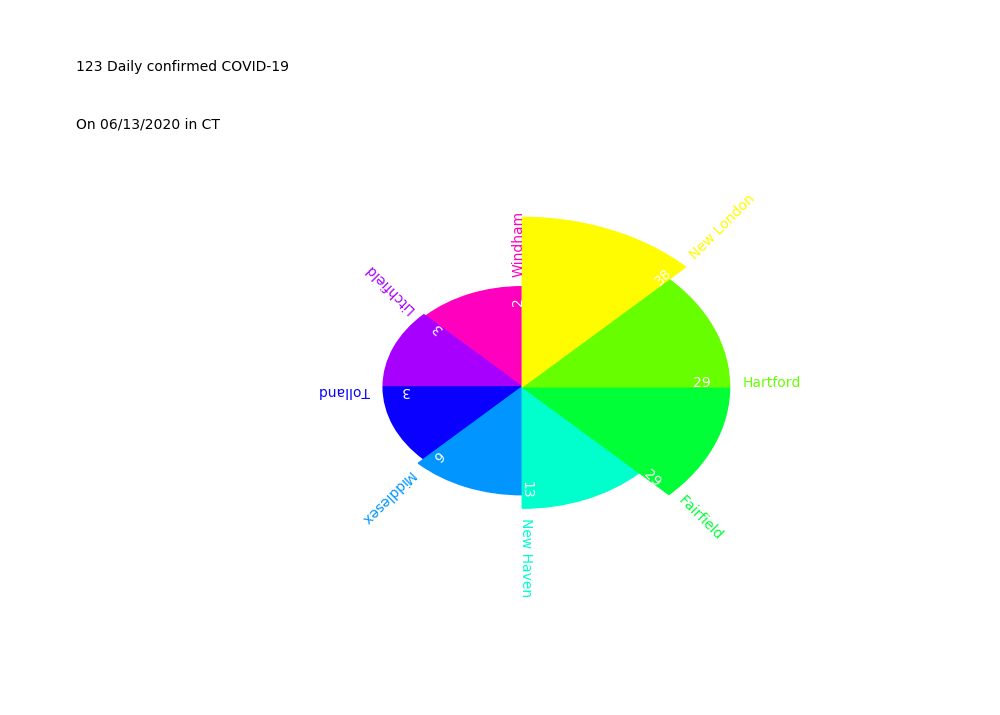 123 Daily confirmed COVID-19
On 06/13/2020 in CT
New London
38
Hartford
29
Fairfield
29
New Haven
13
Middlesex
6
Tolland
3
Litchfield
3
Windham
2